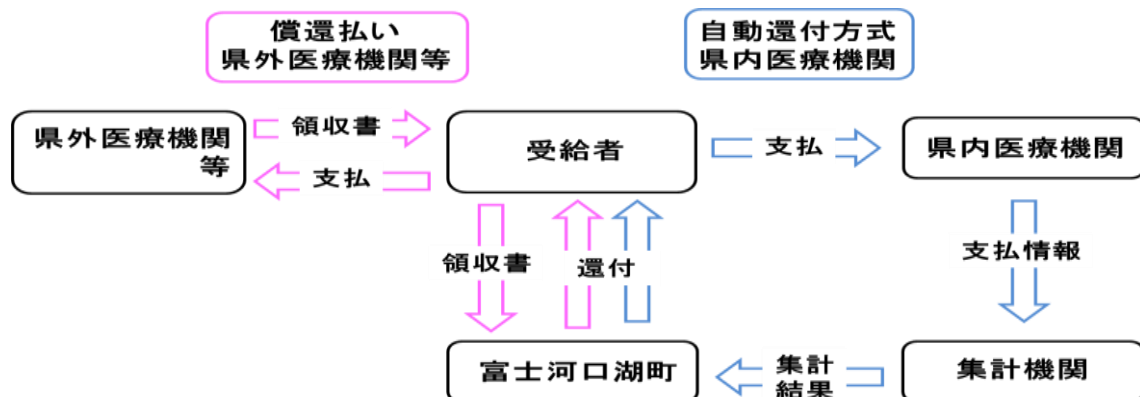 償還払い
県外医療機関等
自動還付方式
県内医療機関
県外医療機関
等
領収書
支払
受給者
支払
県内医療機関
領収書
還付
支払情報
富士河口湖町
集計
結果
集計機関